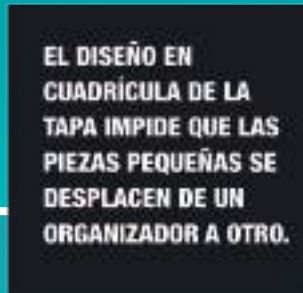 EL DISEÑO EN
CUADRÍCULA DE LA
TAPA IMPIDE QUE LAS
PIEZAS PEQUEÑAS SE
DESPLACEN DE UN
ORGANIZADOR A OTRO.